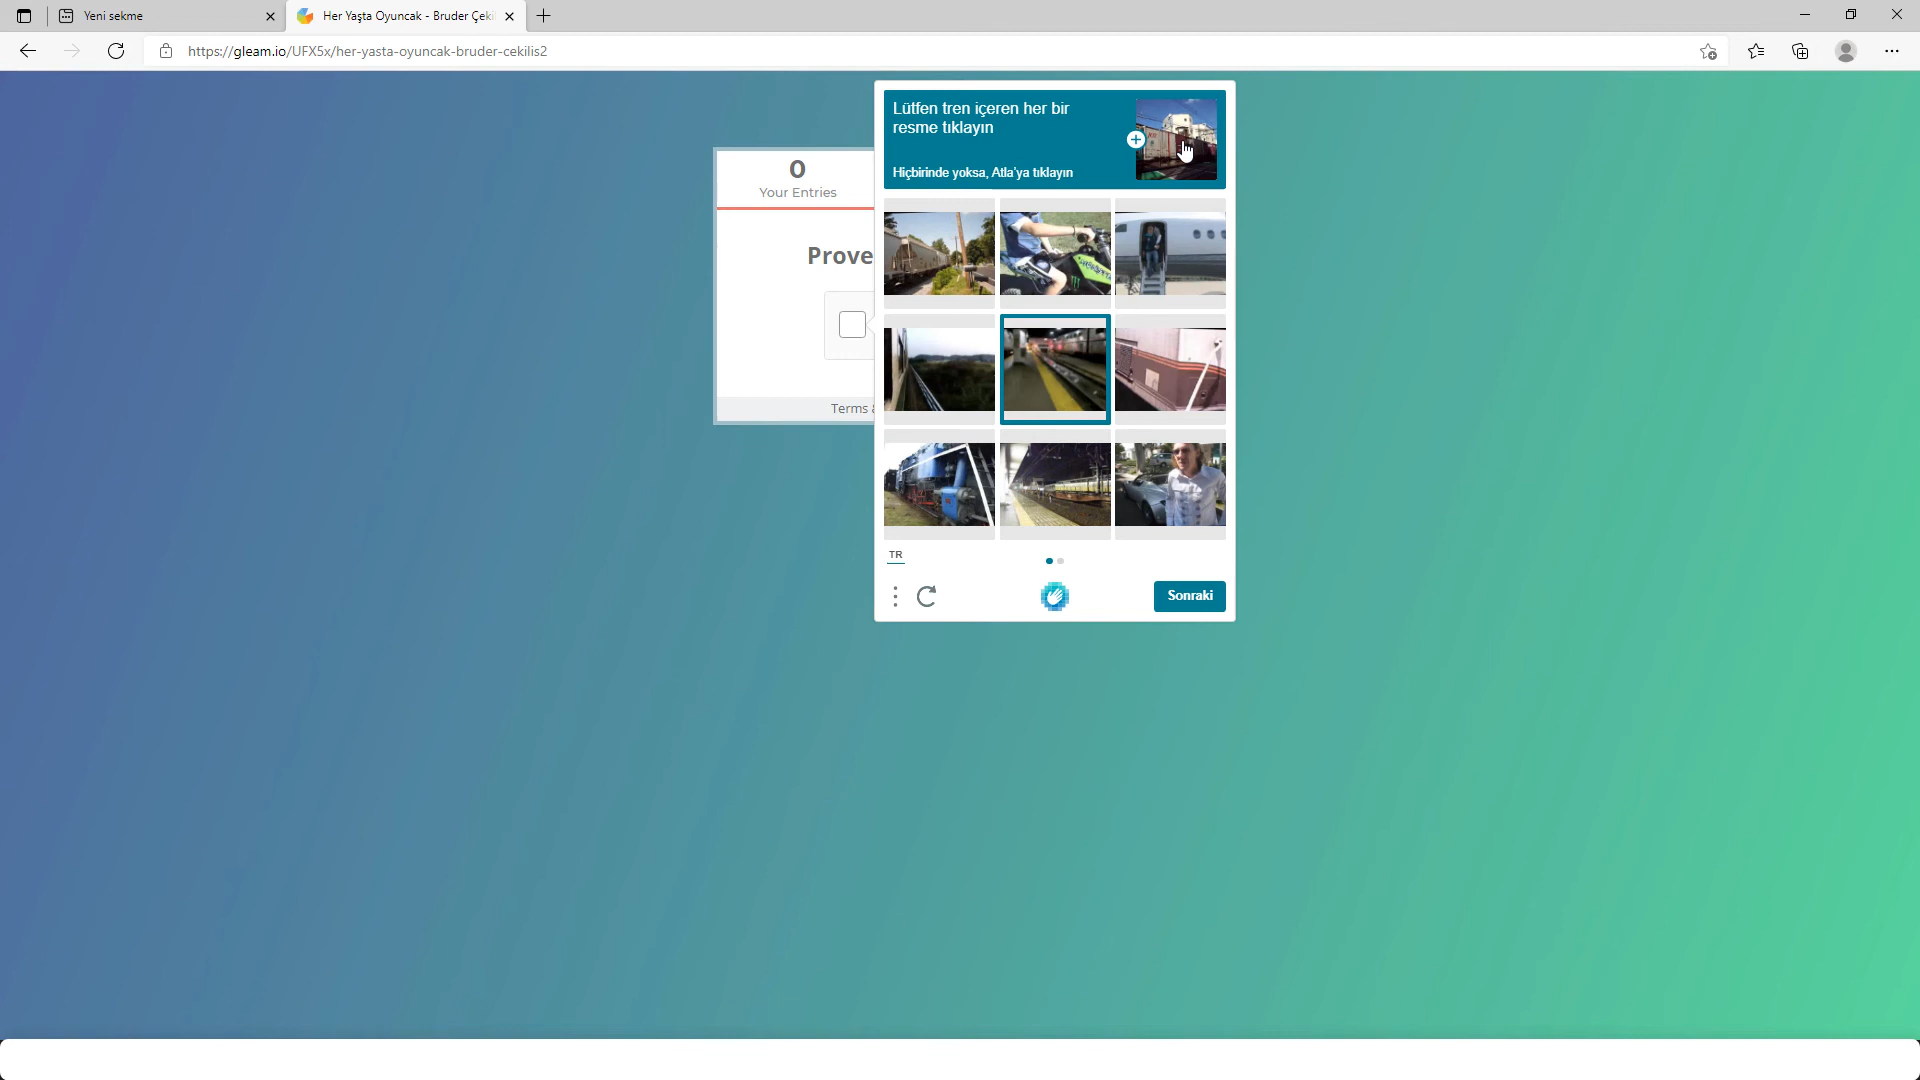 Yeni sekme
Her Yaşta Oyuncak - Bruder Çeki
https://gleam.io/UFX5x/her-yasta-oyuncak-bruder-cekilis2
Lütfen tren içeren her bir
resme tıklayın
Hiçbirinde yoksa, Atla'ya tıklayın
0
Your Entries
Prove
Terms &
TR
Sonraki